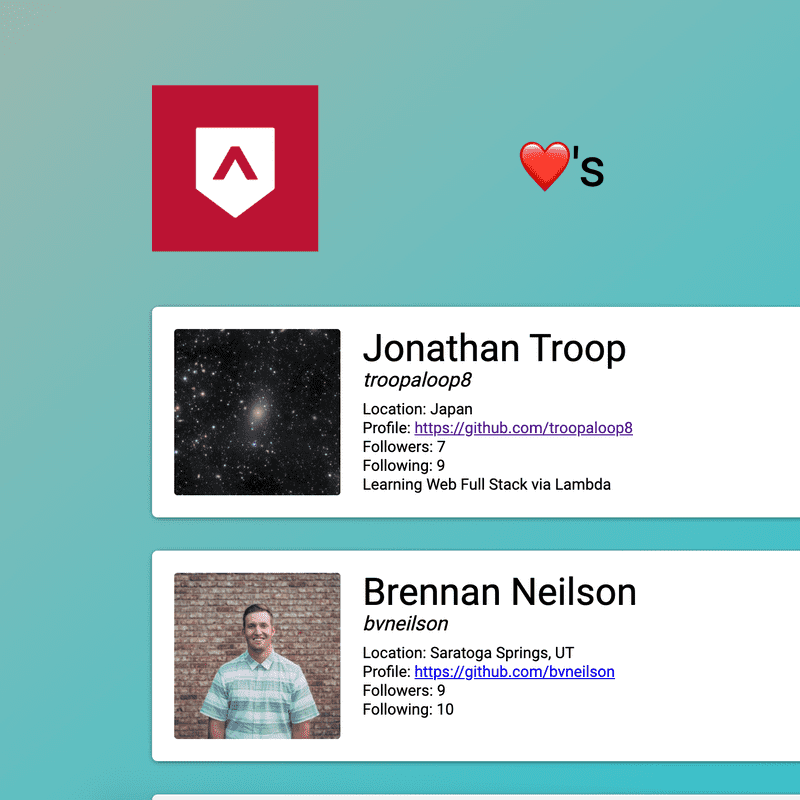 ❤️'s
Jonathan Troop
troopaloop8
Location: Japan
Profile: https://github.com/troopaloop8
Followers: 7
Following: 9
Learning Web Full Stack via Lambda
Brennan Neilson
bvneilson
Location: Saratoga Springs, UT
Profile: https://github.com/bvneilson
Followers: 9
Following: 10